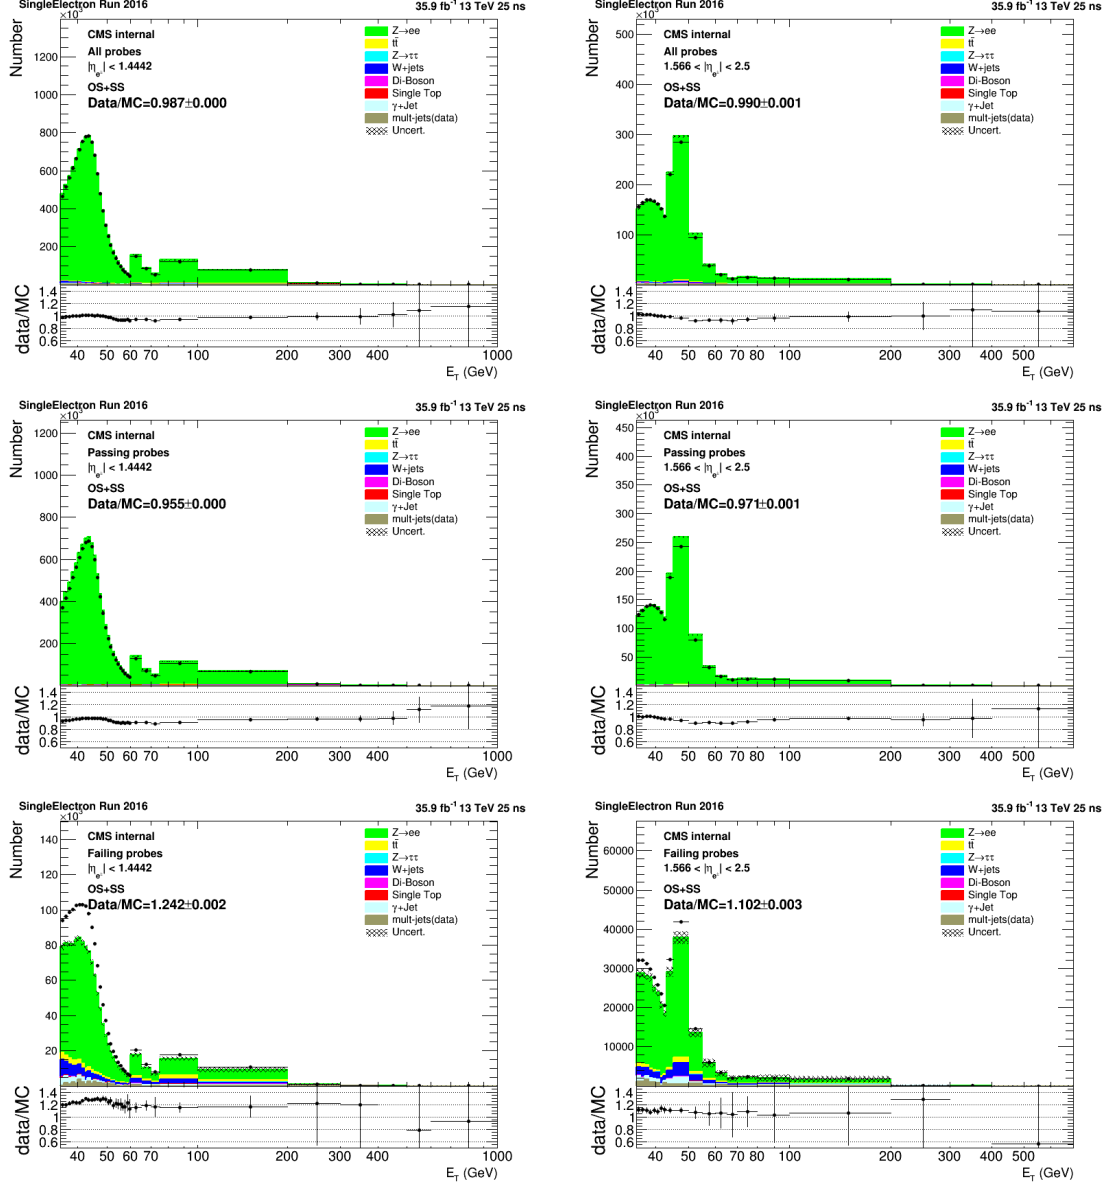 SingleElectron Run 2016 35.9 fb⁻¹ 13 TeV 25 ns
×10³
Number
CMS internal
All probes
|ηₑ₋| < 1.4442
OS+SS
Data/MC=0.987±0.000
Z→ee
tt̄
Z→ττ
W+jets
Di-Boson
Single Top
γ+Jet
mult-jets(data)
Uncert.
1400
1200
1000
800
600
400
200
data/MC
1.4
1.2
1
0.8
0.6
40 50 60 70 100 200 300 400 1000
E_T (GeV)
SingleElectron Run 2016 35.9 fb⁻¹ 13 TeV 25 ns
×10³
Number
CMS internal
All probes
1.566 < |ηₑ₋| < 2.5
OS+SS
Data/MC=0.990±0.001
Z→ee
tt̄
Z→ττ
W+jets
Di-Boson
Single Top
γ+Jet
mult-jets(data)
Uncert.
500
400
300
200
100
data/MC
1.4
1.2
1
0.8
0.6
40 50 60 70 80 100 200 300 400 500
E_T (GeV)
SingleElectron Run 2016 35.9 fb⁻¹ 13 TeV 25 ns
×10³
Number
CMS internal
Passing probes
|ηₑ₋| < 1.4442
OS+SS
Data/MC=0.955±0.000
Z→ee
tt̄
Z→ττ
W+jets
Di-Boson
Single Top
γ+Jet
mult-jets(data)
Uncert.
1200
1000
800
600
400
200
data/MC
1.4
1.2
1
0.8
0.6
40 50 60 70 100 200 300 400 1000
E_T (GeV)
SingleElectron Run 2016 35.9 fb⁻¹ 13 TeV 25 ns
×10³
Number
CMS internal
Passing probes
1.566 < |ηₑ₋| < 2.5
OS+SS
Data/MC=0.971±0.001
Z→ee
tt̄
Z→ττ
W+jets
Di-Boson
Single Top
γ+Jet
mult-jets(data)
Uncert.
450
400
350
300
250
200
150
100
50
data/MC
1.4
1.2
1
0.8
0.6
40 50 60 70 80 100 200 300 400 500
E_T (GeV)
SingleElectron Run 2016 35.9 fb⁻¹ 13 TeV 25 ns
×10³
Number
CMS internal
Failing probes
|ηₑ₋| < 1.4442
OS+SS
Data/MC=1.242±0.002
Z→ee
tt̄
Z→ττ
W+jets
Di-Boson
Single Top
γ+Jet
mult-jets(data)
Uncert.
140
120
100
80
60
40
20
data/MC
1.4
1.2
1
0.8
0.6
40 50 60 70 100 200 300 400 1000
E_T (GeV)
SingleElectron Run 2016 35.9 fb⁻¹ 13 TeV 25 ns
Number
CMS internal
Failing probes
1.566 < |ηₑ₋| < 2.5
OS+SS
Data/MC=1.102±0.003
Z→ee
tt̄
Z→ττ
W+jets
Di-Boson
Single Top
γ+Jet
mult-jets(data)
Uncert.
60000
50000
40000
30000
20000
10000
data/MC
1.4
1.2
1
0.8
0.6
40 50 60 70 80 100 200 300 400 500
E_T (GeV)